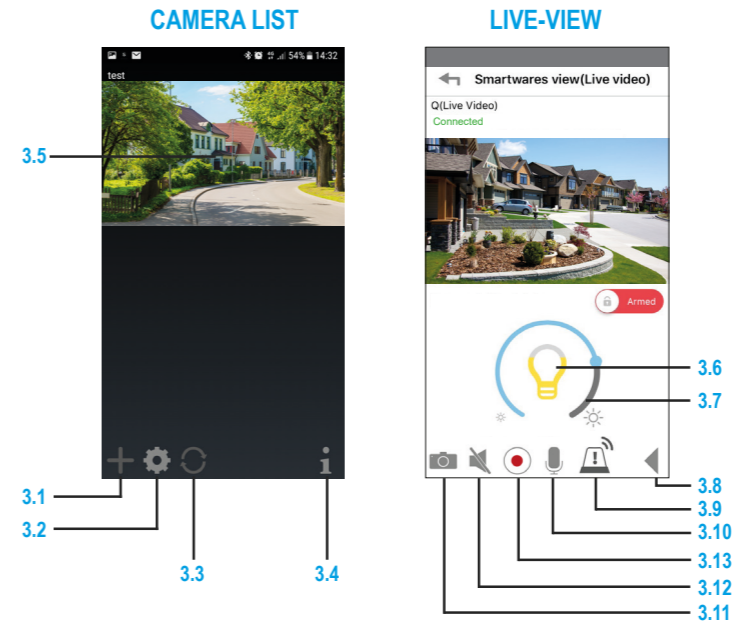 CAMERA LIST
LIVE-VIEW
54% 14:32
test
Smartwares view(Live video)
Q(Live Video)
Connected
3.5
Armed
3.6
3.7
3.1
3.2
3.3
3.4
3.8
3.9
3.10
3.13
3.12
3.11